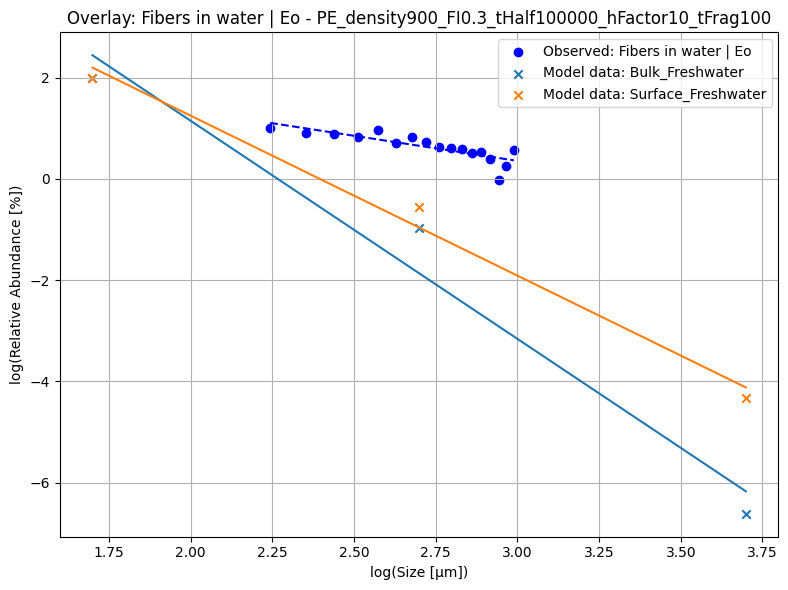 Overlay: Fibers in water | Eo - PE_density900_FI0.3_tHalf100000_hFactor10_tFrag100
Observed: Fibers in water | Eo
Model data: Bulk_Freshwater
Model data: Surface_Freshwater
log(Relative Abundance [%])
2
0
−2
−4
−6
1.75
2.00
2.25
2.50
2.75
3.00
3.25
3.50
3.75
log(Size [μm])